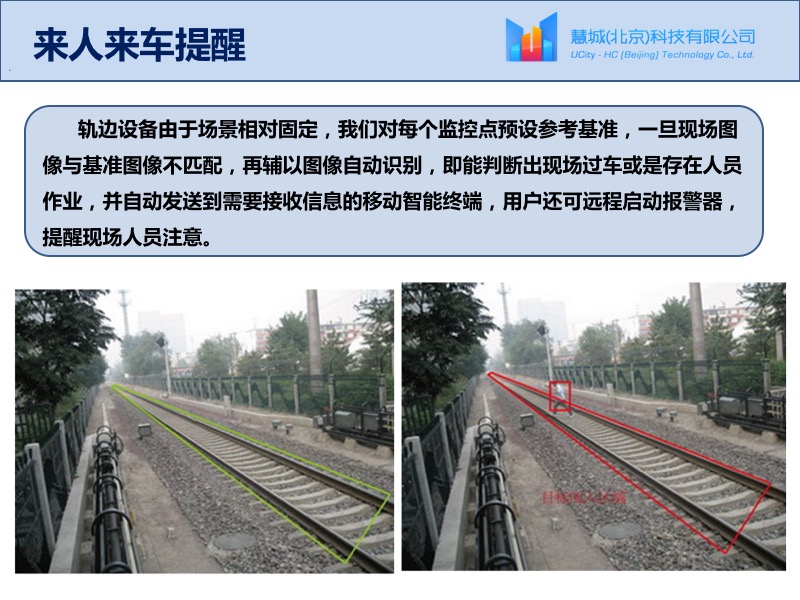 来人来车提醒
慧城(北京)科技有限公司
UCity - HC (Beijing) Technology Co., Ltd.
轨边设备由于场景相对固定，我们对每个监控点预设参考基准，一旦现场图
像与基准图像不匹配，再辅以图像自动识别，即能判断出现场过车或是存在人员
作业，并自动发送到需要接收信息的移动智能终端，用户还可远程启动报警器，
提醒现场人员注意。